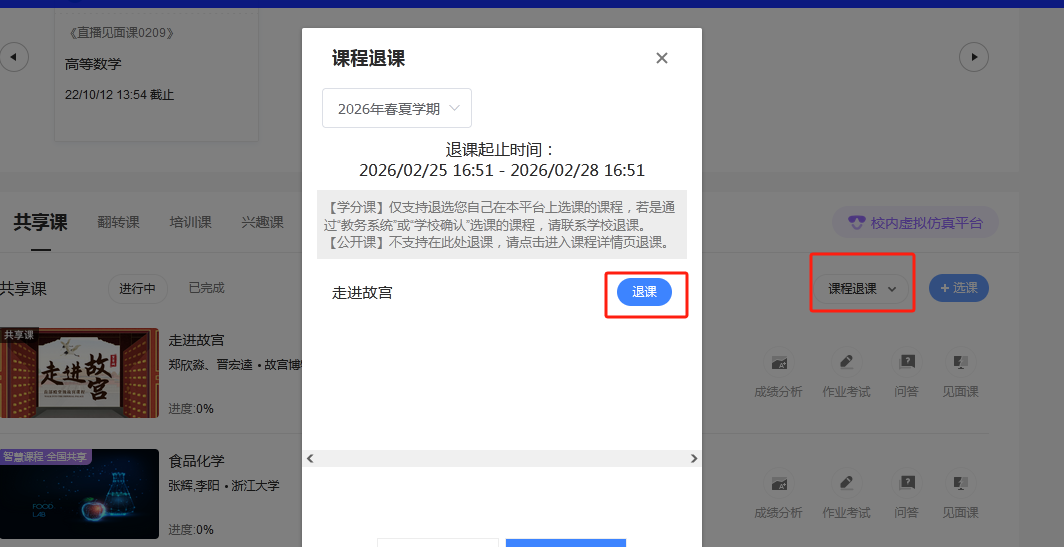 《直播见面课0209》
高等数学
22/10/12 13:54 截止
课程退课
2026年春夏学期
退课起止时间：
2026/02/25 16:51 - 2026/02/28 16:51
【学分课】仅支持退选您自己在本平台上选课的课程，若是通
过“教务系统”或“学校确认”选课的课程，请联系学校退课。
【公开课】不支持在此处退课，请点击进入课程详情页退课。
走进故宫
退课
共享课
翻转课
培训课
兴趣课
校内虚拟仿真平台
共享课
进行中
已完成
课程退课
+ 选课
共享课
走进故宫
走进故宫
郑欣淼、晋宏逵 • 故宫博
进度:0%
成绩分析
作业考试
问答
见面课
智慧课程·全国共享
FOOD
LAB
食品化学
张辉,李阳 • 浙江大学
进度:0%
成绩分析
作业考试
问答
见面课